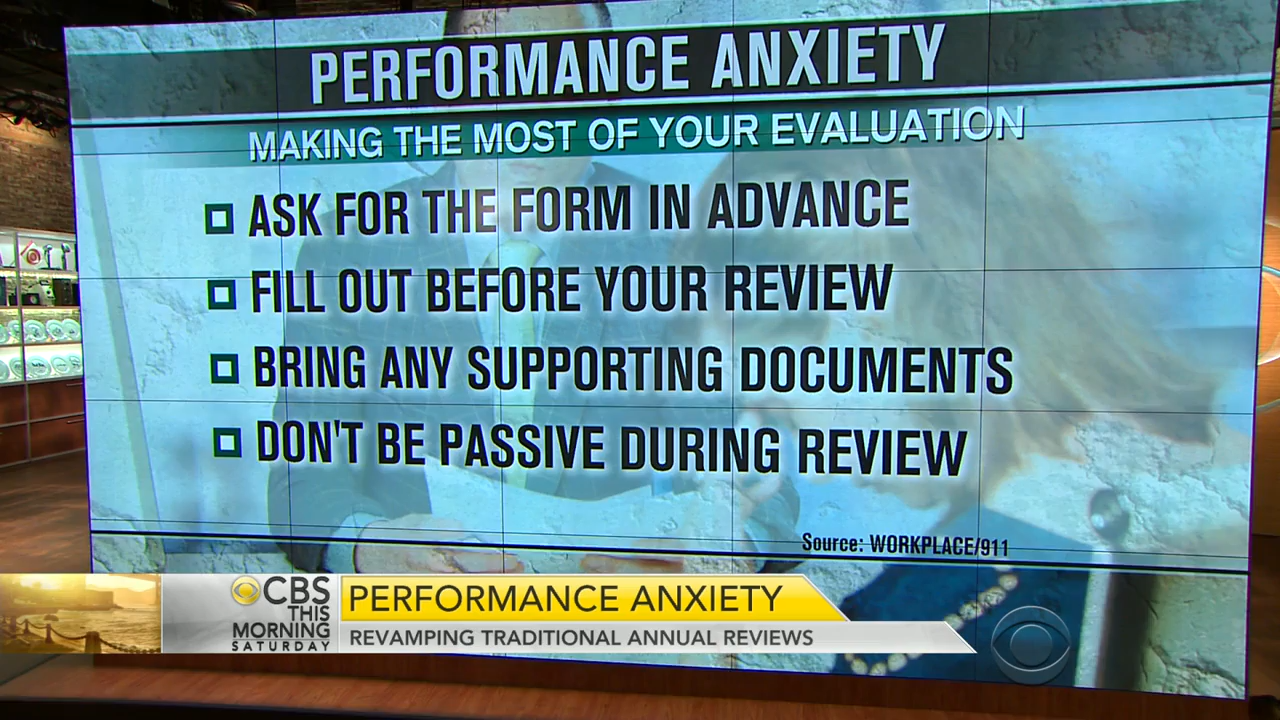 PERFORMANCE ANXIETY
MAKING THE MOST OF YOUR EVALUATION
ASK FOR THE FORM IN ADVANCE
FILL OUT BEFORE YOUR REVIEW
BRING ANY SUPPORTING DOCUMENTS
DON'T BE PASSIVE DURING REVIEW
Source: WORKPLACE/911
CBS
THIS
MORNING
SATURDAY
PERFORMANCE ANXIETY
REVAMPING TRADITIONAL ANNUAL REVIEWS